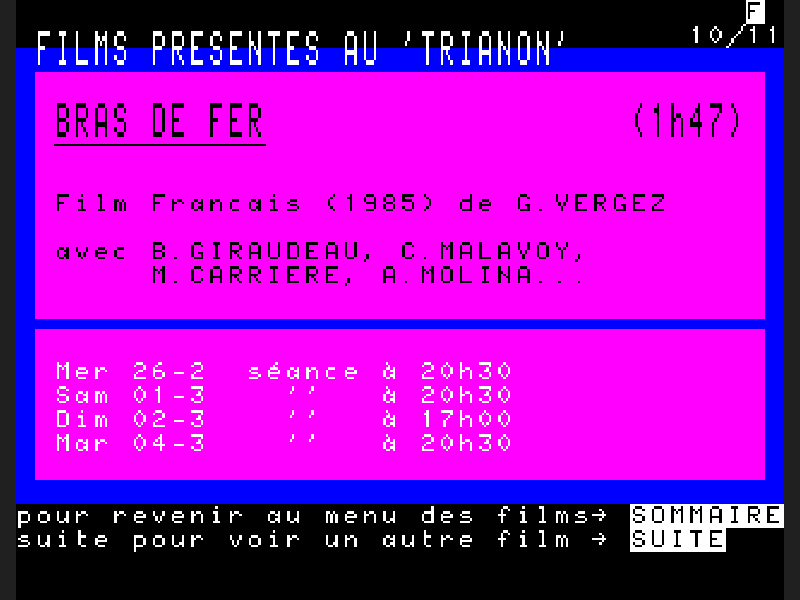 F
FILMS PRESENTES AU 'TRIANON' 10/11
BRAS DE FER (1h47)
Film Francais (1985) de G.VERGEZ
avec B.GIRAUDEAU, C.MALAVOY,
M.CARRIERE, A.MOLINA...
Mer 26-2 séance à 20h30
Sam 01-3 '' à 20h30
Dim 02-3 '' à 17h00
Mar 04-3 '' à 20h30
pour revenir au menu des films→ SOMMAIRE
suite pour voir un autre film → SUITE